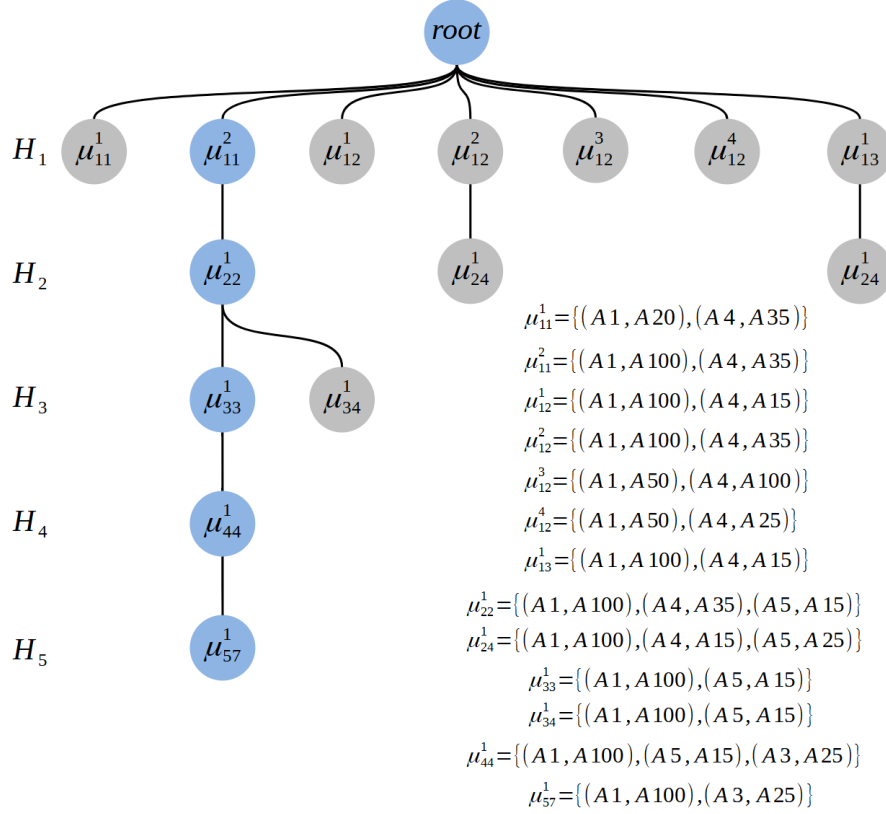 root
H₁ μ¹₁₁ μ²₁₁ μ¹₁₂ μ²₁₂ μ³₁₂ μ⁴₁₂ μ¹₁₃
H₂ μ¹₂₂ μ¹₂₄ μ¹₂₄
μ¹₁₁={(A1,A20),(A4,A35)}
μ²₁₁={(A1,A100),(A4,A35)}
H₃ μ¹₃₃ μ¹₃₄
μ¹₁₂={(A1,A100),(A4,A15)}
μ²₁₂={(A1,A100),(A4,A35)}
μ³₁₂={(A1,A50),(A4,A100)}
H₄ μ¹₄₄
μ⁴₁₂={(A1,A50),(A4,A25)}
μ¹₁₃={(A1,A100),(A4,A15)}
μ¹₂₂={(A1,A100),(A4,A35),(A5,A15)}
H₅ μ¹₅₇
μ¹₂₄={(A1,A100),(A4,A15),(A5,A25)}
μ¹₃₃={(A1,A100),(A5,A15)}
μ¹₃₄={(A1,A100),(A5,A15)}
μ¹₄₄={(A1,A100),(A5,A15),(A3,A25)}
μ¹₅₇={(A1,A100),(A3,A25)}